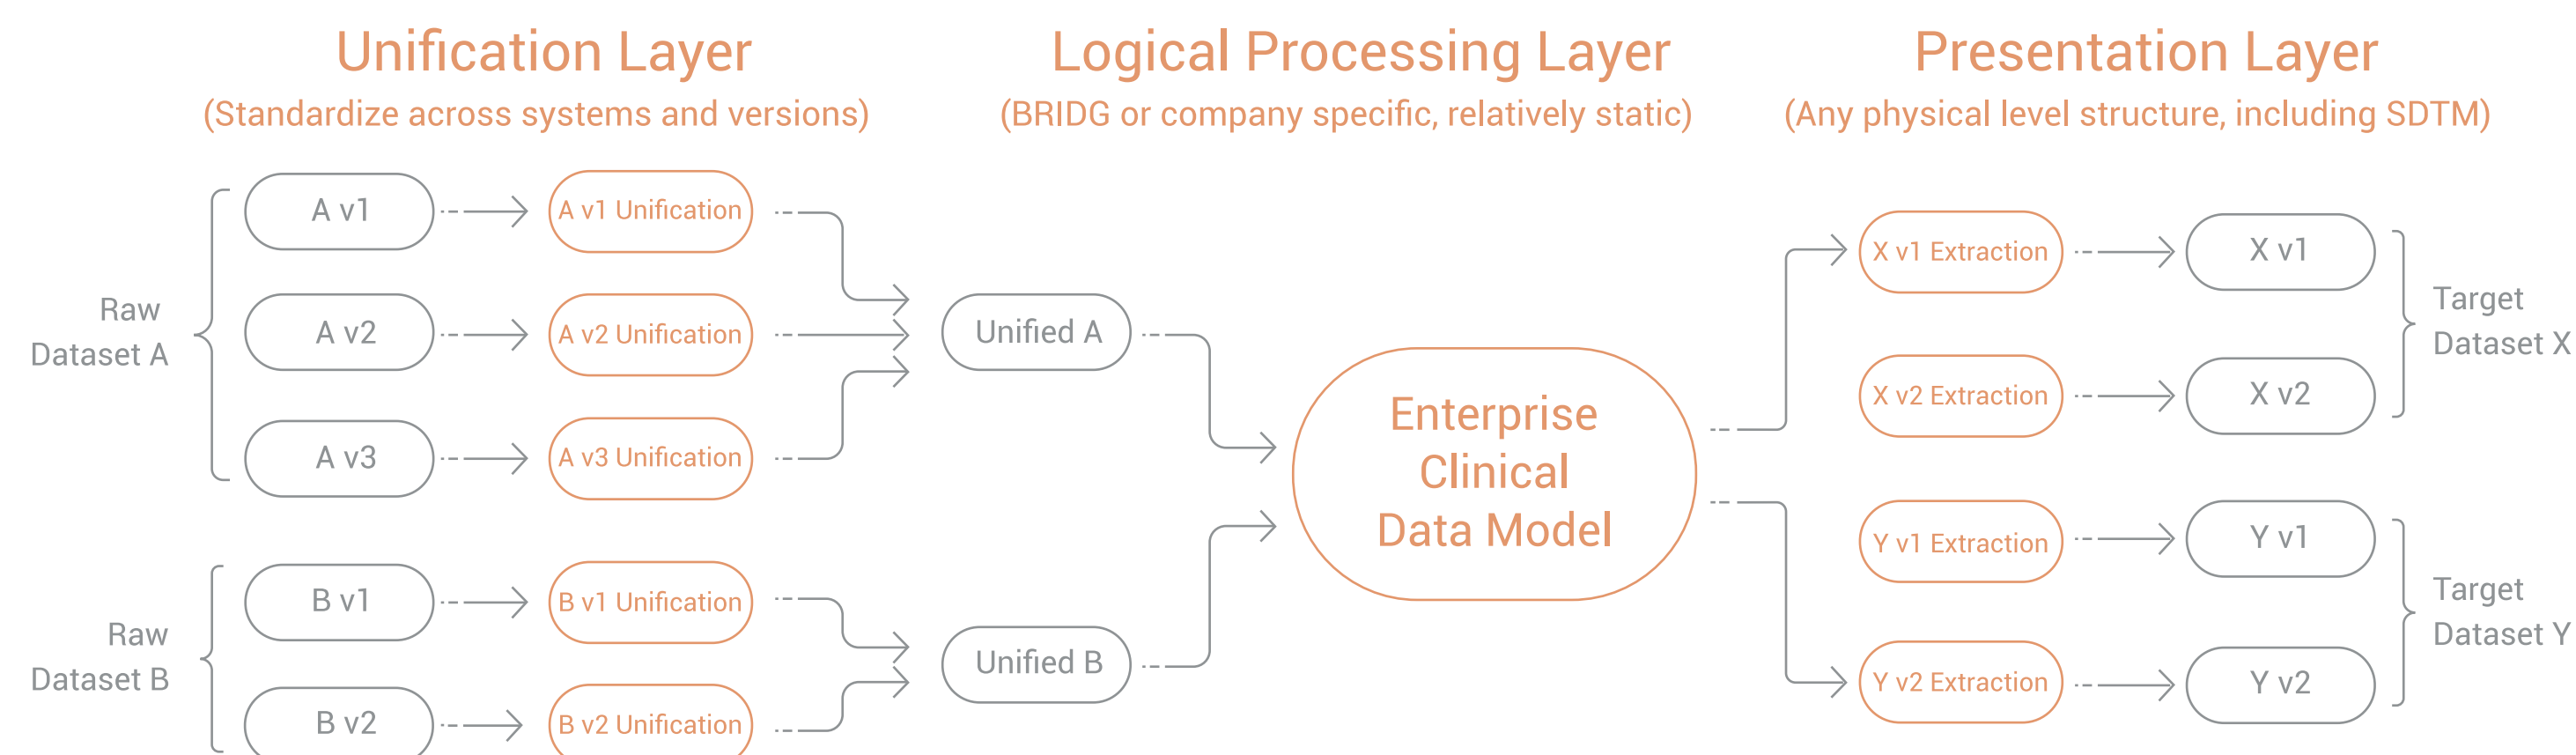 Unification Layer
(Standardize across systems and versions)
Logical Processing Layer
(BRIDG or company specific, relatively static)
Presentation Layer
(Any physical level structure, including SDTM)
Raw
Dataset A
A v1
A v1 Unification
A v2
A v2 Unification
A v3
A v3 Unification
Raw
Dataset B
B v1
B v1 Unification
B v2
B v2 Unification
Unified A
Unified B
Enterprise
Clinical
Data Model
X v1 Extraction
X v1
X v2 Extraction
X v2
Target
Dataset X
Y v1 Extraction
Y v1
Y v2 Extraction
Y v2
Target
Dataset Y